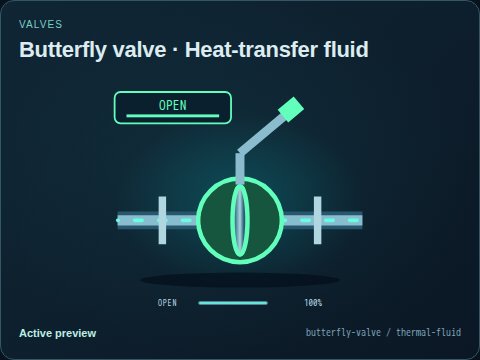 VALVES
Butterfly valve · Heat-transfer fluid
OPEN
OPEN 100%
Active preview
butterfly-valve / thermal-fluid